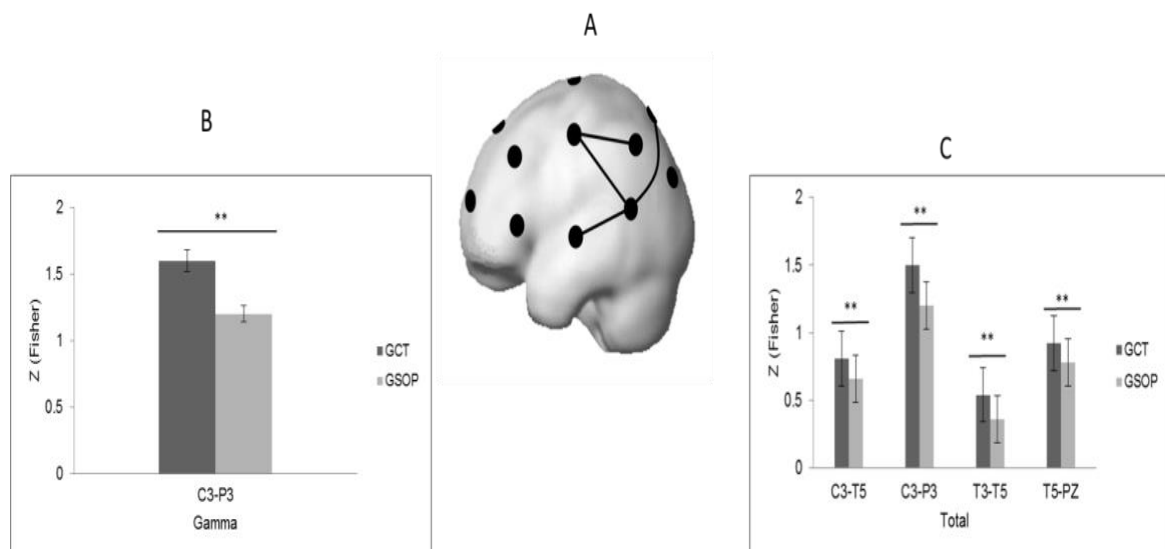 A
B
2
1.5
1
0.5
0
Z (Fisher)
**
GCT
GSOP
C3-P3
Gamma
C
2
1.5
1
0.5
0
Z (Fisher)
**
**
**
**
GCT
GSOP
C3-T5 C3-P3 T3-T5 T5-PZ
Total